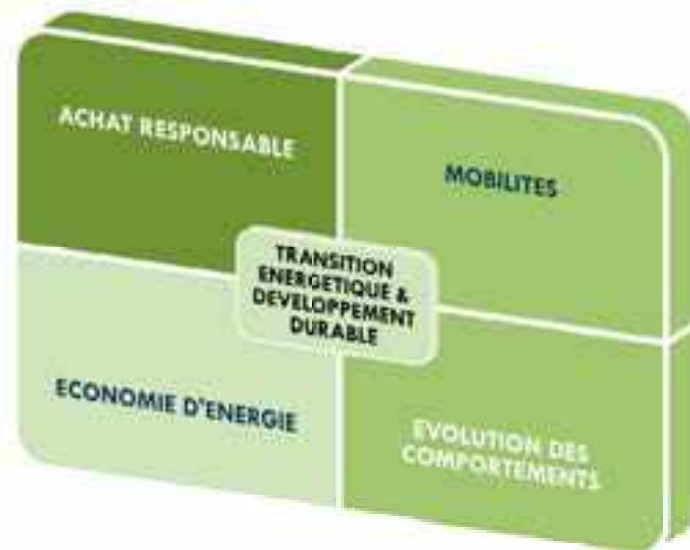 ACHAT RESPONSABLE
MOBILITES
TRANSITION
ENERGETIQUE &
DEVELOPPEMENT
DURABLE
ECONOMIE D'ENERGIE
EVOLUTION DES
COMPORTEMENTS